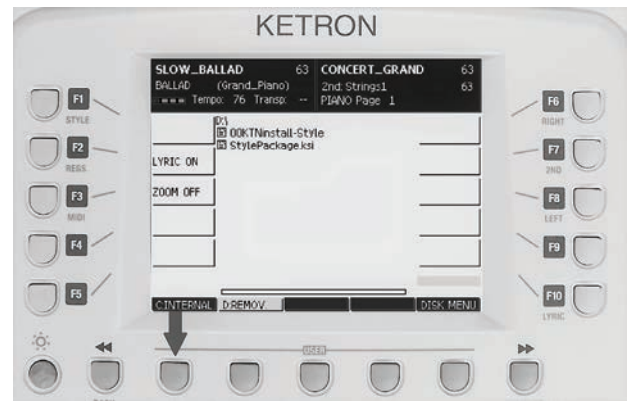 KETRON
SLOW_BALLAD 63 CONCERT_GRAND 63
BALLAD (Grand_Piano) 2nd: Strings1 63
Tempo: 76 Transp: -- PIANO Page 1
F1
STYLE
F6
RIGHT
D:\
00KTNinstall-Style
StylePackage.ksi
F2
REGS.
LYRIC ON
F7
2ND
F3
MIDI
ZOOM OFF
F8
LEFT
F4
F9
F5
F10
LYRIC
C:INTERNAL D:REMOV DISK MENU
USER